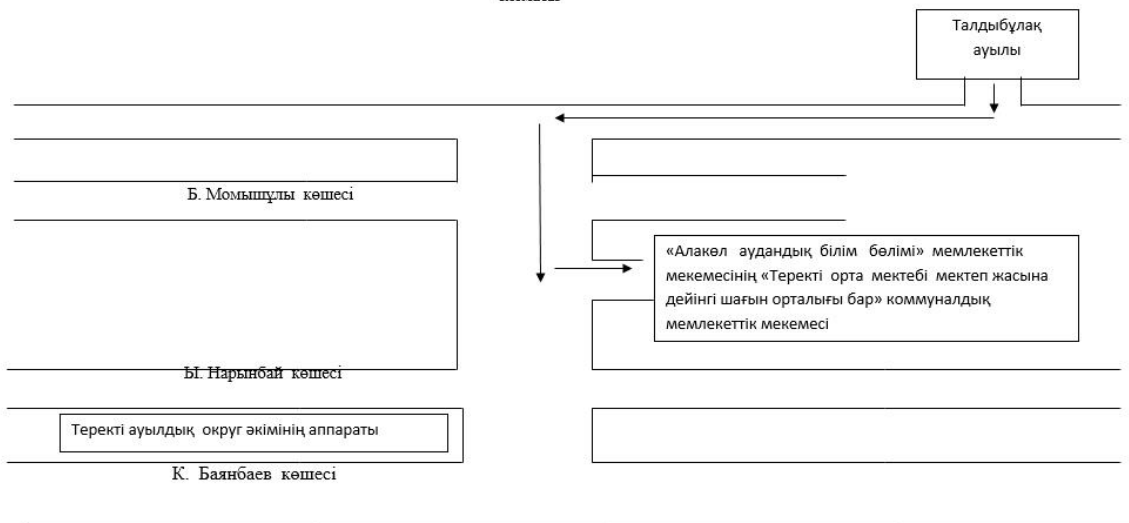 Талдыбұлақ
ауылы
Б. Момышұлы көшесі
«Алакөл аудандық білім бөлімі» мемлекеттік
мекемесінің «Теректі орта мектебі мектеп жасына
дейінгі шағын орталығы бар» коммуналдық
мемлекеттік мекемесі
Ы. Нарынбай көшесі
Теректі ауылдық округ әкімінің аппараты
К. Баянбаев көшесі